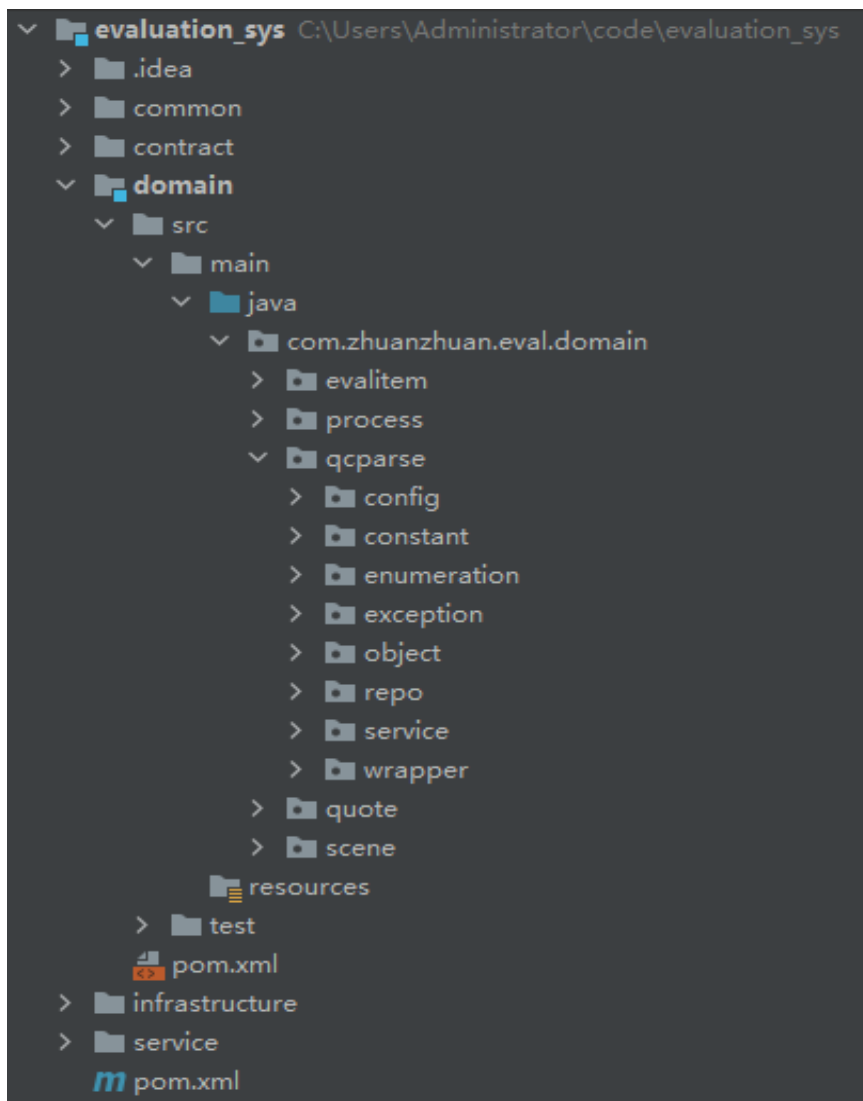 evaluation_sys C:\Users\Administrator\code\evaluation_sys
.idea
common
contract
domain
src
main
java
com.zhuanzhuan.eval.domain
evalitem
process
qcparse
config
constant
enumeration
exception
object
repo
service
wrapper
quote
scene
resources
test
pom.xml
infrastructure
service
m pom.xml